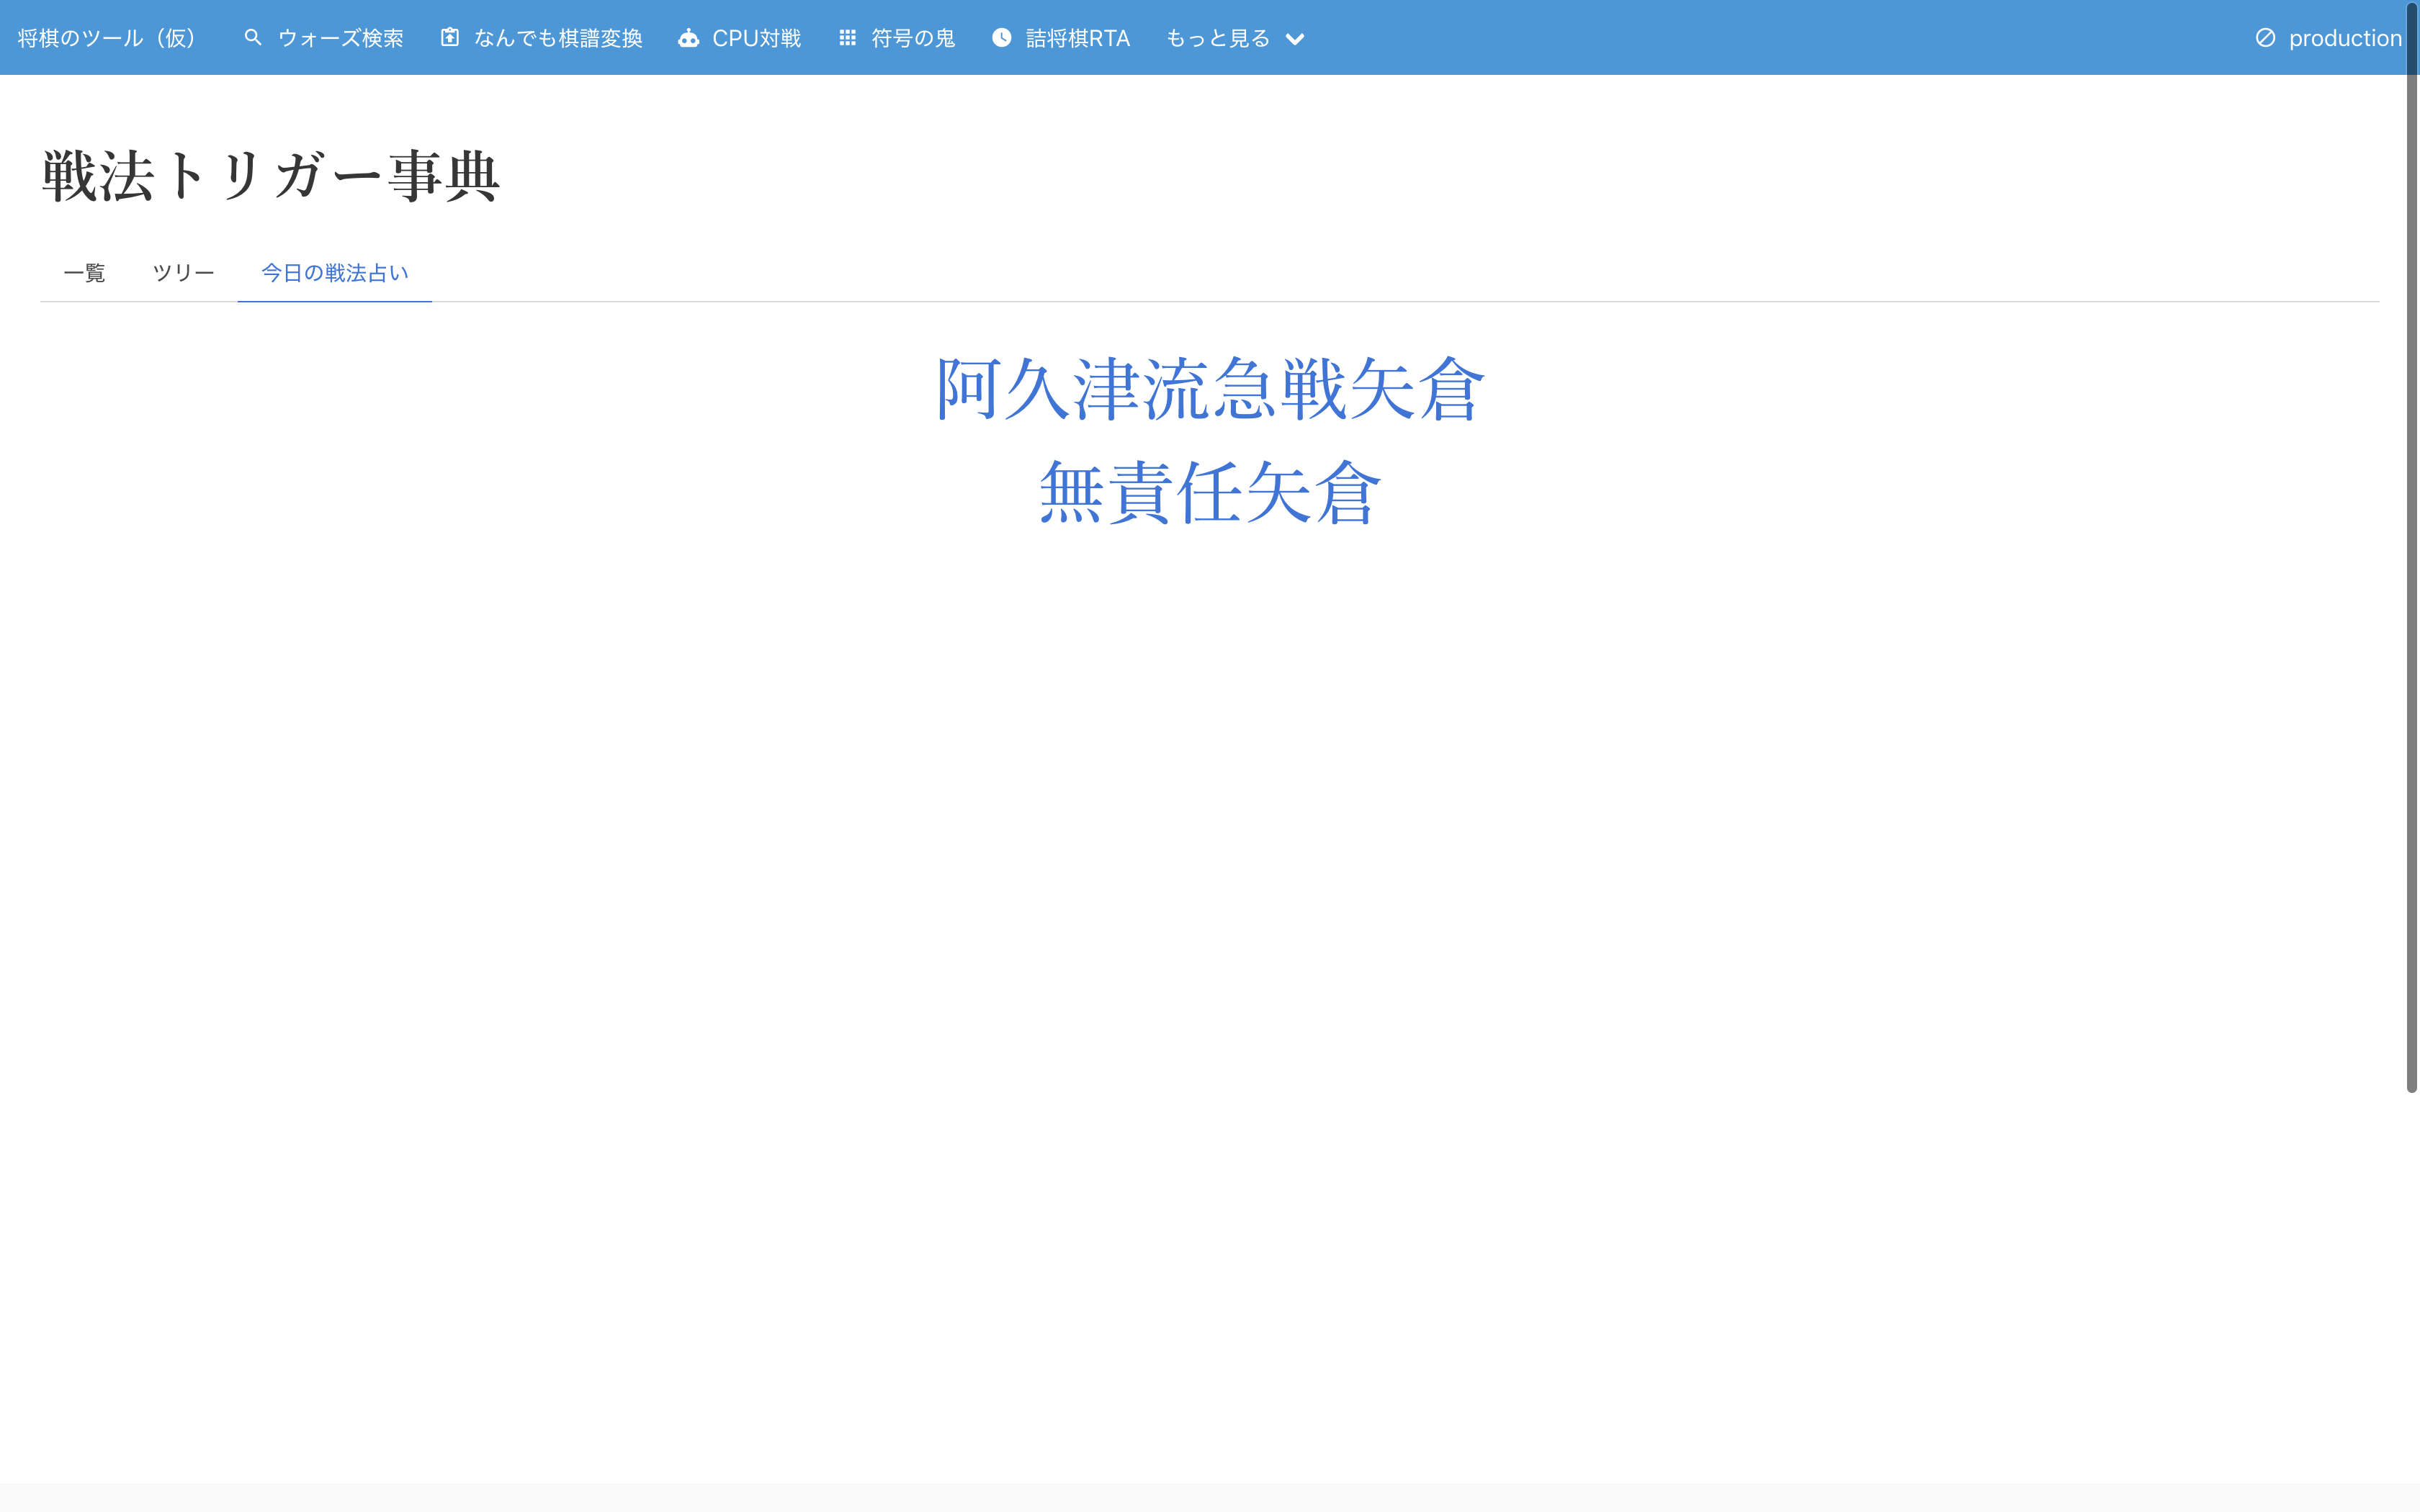 将棋のツール（仮） ウォーズ検索 なんでも棋譜変換 CPU対戦 符号の鬼 詰将棋RTA もっと見る production
戦法トリガー事典
一覧 ツリー 今日の戦法占い
阿久津流急戦矢倉
無責任矢倉